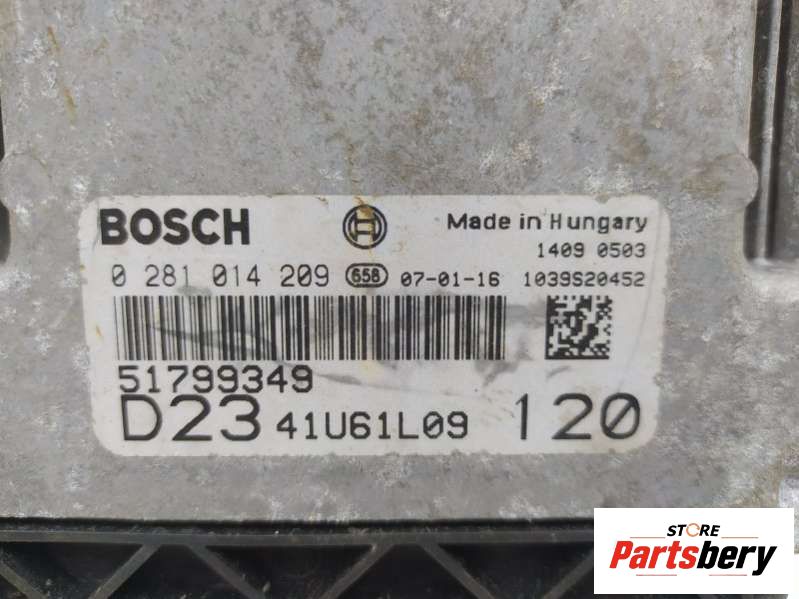 BOSCH Made in Hungary
1409 0503
0 281 014 209 658 07-01-16 1039S20452
51799349
D23 41U61L09 120
STORE
Partsbery